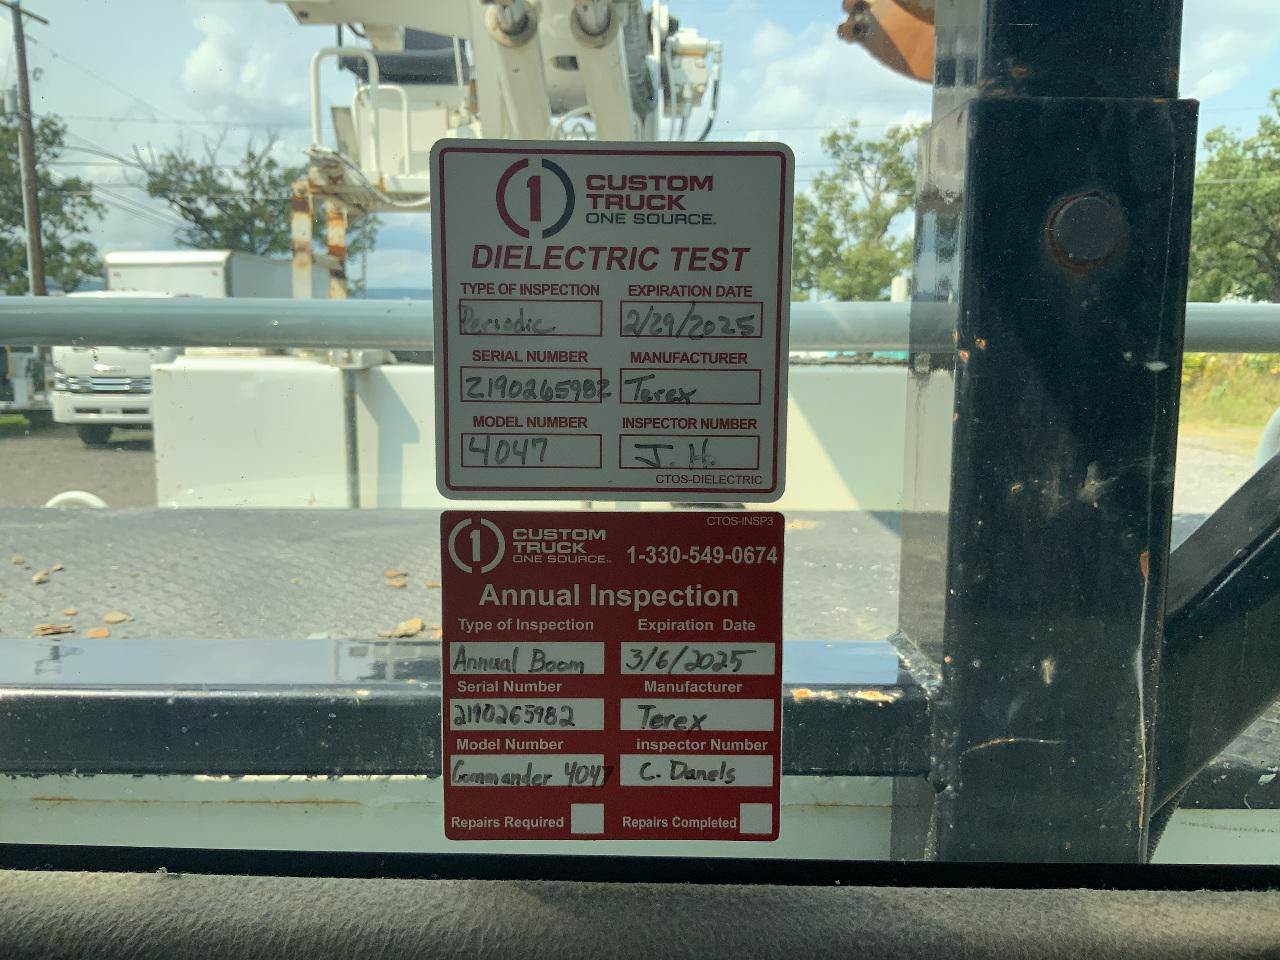 1 CUSTOM
TRUCK
ONE SOURCE
DIELECTRIC TEST
TYPE OF INSPECTION EXPIRATION DATE
Periodic 2/29/2025
SERIAL NUMBER MANUFACTURER
2190265982 Terex
MODEL NUMBER INSPECTOR NUMBER
4047 J.H.
CTOS-DIELECTRIC
CTOS-INSP3
1 CUSTOM
TRUCK
ONE SOURCE
1-330-549-0674
Annual Inspection
Type of Inspection Expiration Date
Annual Boom 3/6/2025
Serial Number Manufacturer
2190265982 Terex
Model Number inspector Number
Commander 4047 C. Danels
Repairs Required Repairs Completed